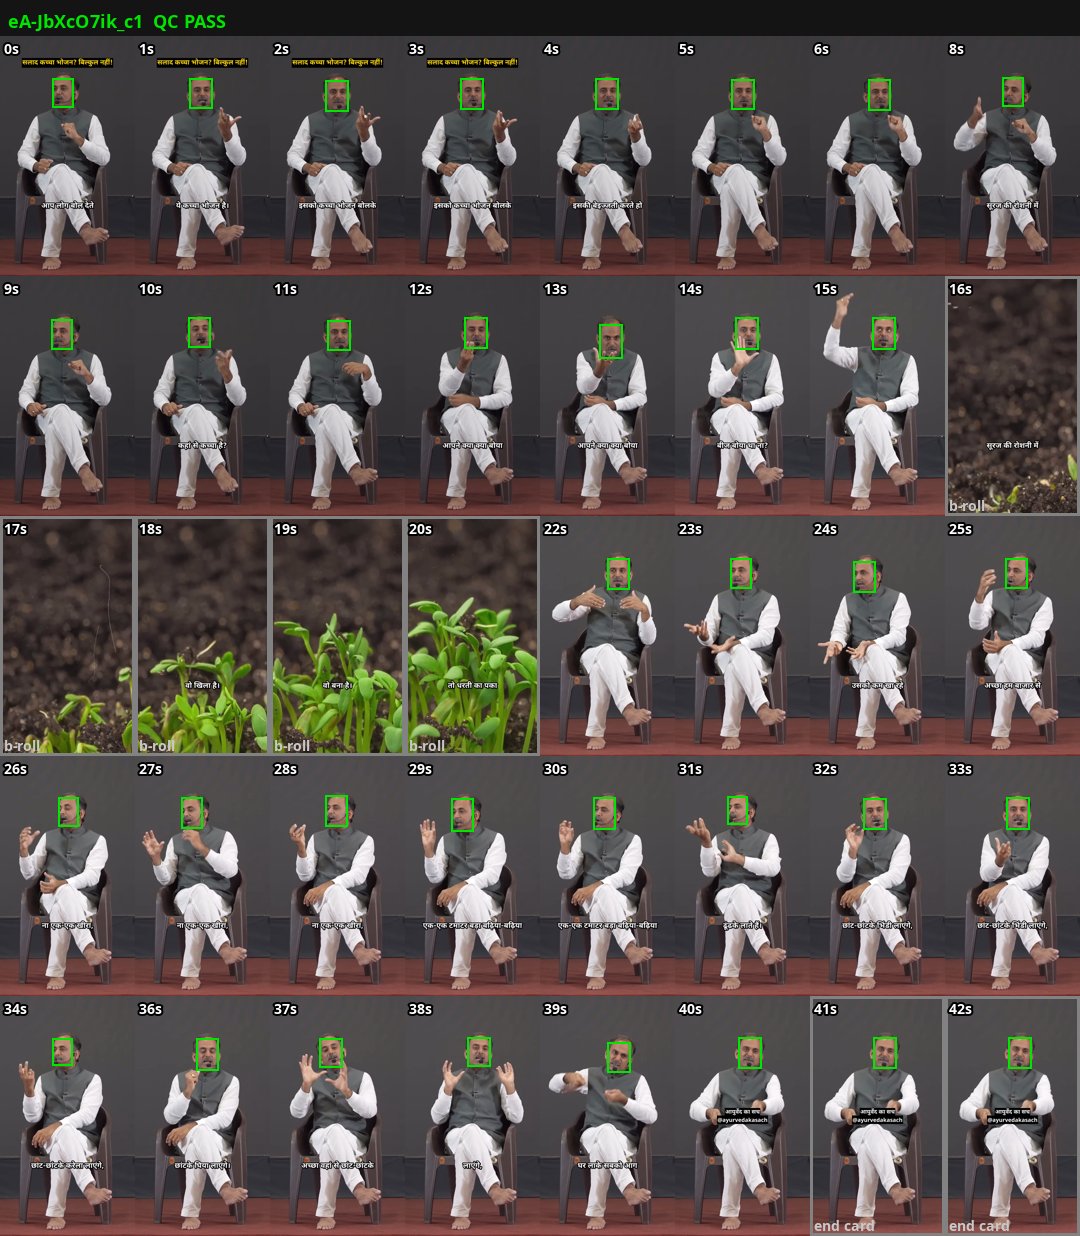 eA-JbXcO7ik_c1 QC PASS
0s
1s
2s
3s
4s
5s
6s
8s
सलाद कच्चा भोजन? बिल्कुल नहीं!
सलाद कच्चा भोजन? बिल्कुल नहीं!
सलाद कच्चा भोजन? बिल्कुल नहीं!
सलाद कच्चा भोजन? बिल्कुल नहीं!
आप लोग बोल देते
ये कच्चा भोजन है।
इसको कच्चा भोजन बोलके
इसको कच्चा भोजन बोलके
इसकी बेइज्जती करते हो
सूरज की रोशनी में
9s
10s
11s
12s
13s
14s
15s
16s
कहां से कच्चा है?
आपने क्या क्या बोया
आपने क्या क्या बोया
बीज बोया था ना?
सूरज की रोशनी में
b-roll
17s
18s
19s
20s
22s
23s
24s
25s
वो खिला है।
वो बना है।
तो धरती का पका
उसको कम खा रहे
अच्छा हम बाजार से
b-roll
b-roll
b-roll
b-roll
26s
27s
28s
29s
30s
31s
32s
33s
ना एक-एक खीरा,
ना एक-एक खीरा,
ना एक-एक खीरा,
एक-एक टमाटर बड़ा बढ़िया-बढ़िया
एक-एक टमाटर बड़ा बढ़िया-बढ़िया
ढूंढके लाते हैं।
छांट-छांटके भिंडी लाएंगे,
छांट-छांटके भिंडी लाएंगे,
34s
36s
37s
38s
39s
40s
41s
42s
आयुर्वेद का सच
@ayurvedakasach
आयुर्वेद का सच
@ayurvedakasach
आयुर्वेद का सच
@ayurvedakasach
छांट-छांटके करेला लाएंगे,
छांटके घिया लाएंगे।
अच्छा वहां से छांट-छांटके
लाएंगे,
घर लाके सबको आग
end card
end card